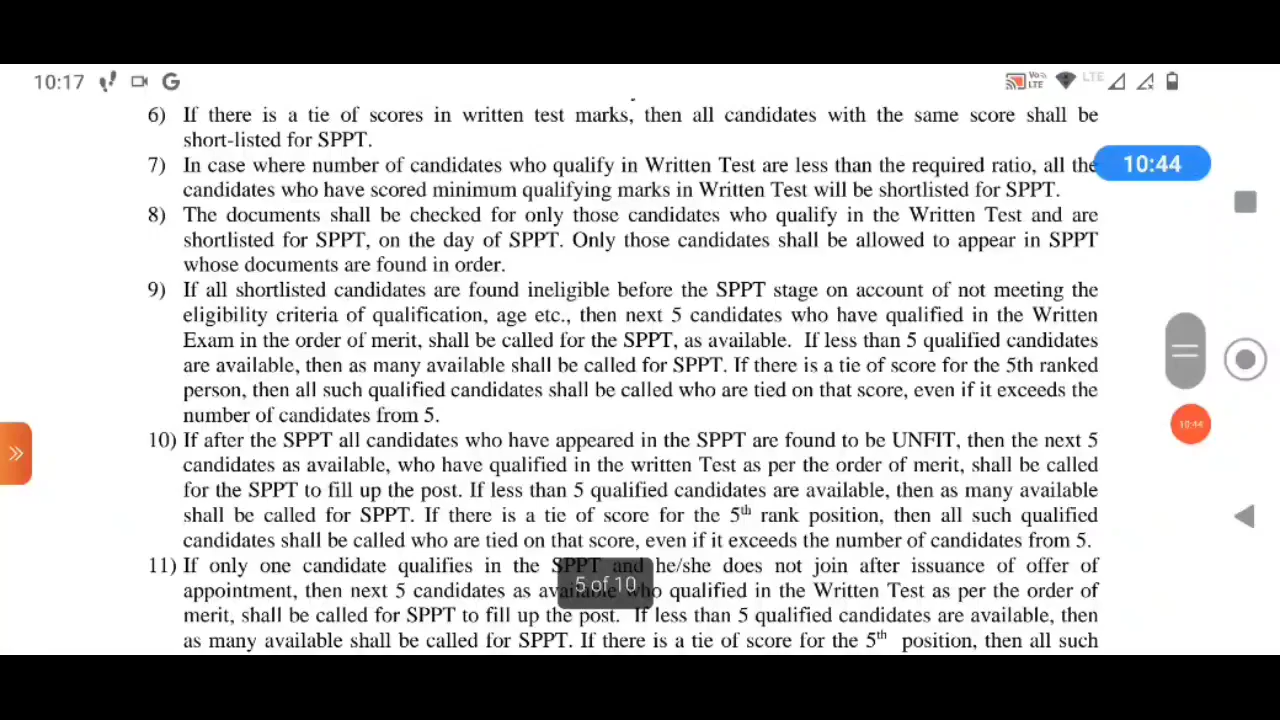 10:17 G Vo LTE LTE
6) If there is a tie of scores in written test marks, then all candidates with the same score shall be
short-listed for SPPT.
7) In case where number of candidates who qualify in Written Test are less than the required ratio, all the
candidates who have scored minimum qualifying marks in Written Test will be shortlisted for SPPT.
10:44
8) The documents shall be checked for only those candidates who qualify in the Written Test and are
shortlisted for SPPT, on the day of SPPT. Only those candidates shall be allowed to appear in SPPT
whose documents are found in order.
9) If all shortlisted candidates are found ineligible before the SPPT stage on account of not meeting the
eligibility criteria of qualification, age etc., then next 5 candidates who have qualified in the Written
Exam in the order of merit, shall be called for the SPPT, as available. If less than 5 qualified candidates
are available, then as many available shall be called for SPPT. If there is a tie of score for the 5th ranked
person, then all such qualified candidates shall be called who are tied on that score, even if it exceeds the
number of candidates from 5.
10:44
10) If after the SPPT all candidates who have appeared in the SPPT are found to be UNFIT, then the next 5
candidates as available, who have qualified in the written Test as per the order of merit, shall be called
for the SPPT to fill up the post. If less than 5 qualified candidates are available, then as many available
shall be called for SPPT. If there is a tie of score for the 5th rank position, then all such qualified
candidates shall be called who are tied on that score, even if it exceeds the number of candidates from 5.
11) If only one candidate qualifies in the SPPT and he/she does not join after issuance of offer of
appointment, then next 5 candidates as available who qualified in the Written Test as per the order of
5 of 10
merit, shall be called for SPPT to fill up the post. If less than 5 qualified candidates are available, then
as many available shall be called for SPPT. If there is a tie of score for the 5th position, then all such